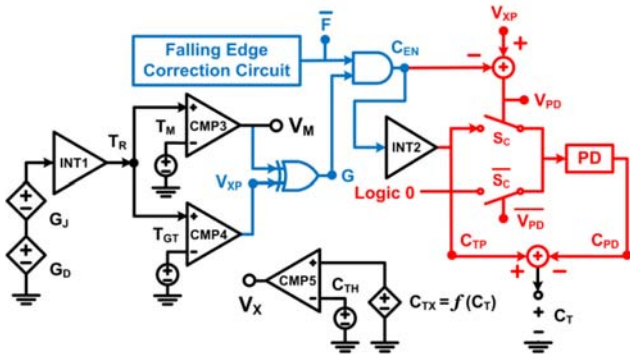 F̅
V_XP
Falling Edge
Correction Circuit
C_EN
V_PD
T_M
CMP3
V_M
T_R
INT1
INT2
S_C
PD
V_XP
G
Logic 0
S̅_C̅
G_J
T_GT
CMP4
V̅_P̅D̅
G_D
C_TP
C_PD
V_X
CMP5
C_TH
C_TX = f(C_T)
C_T